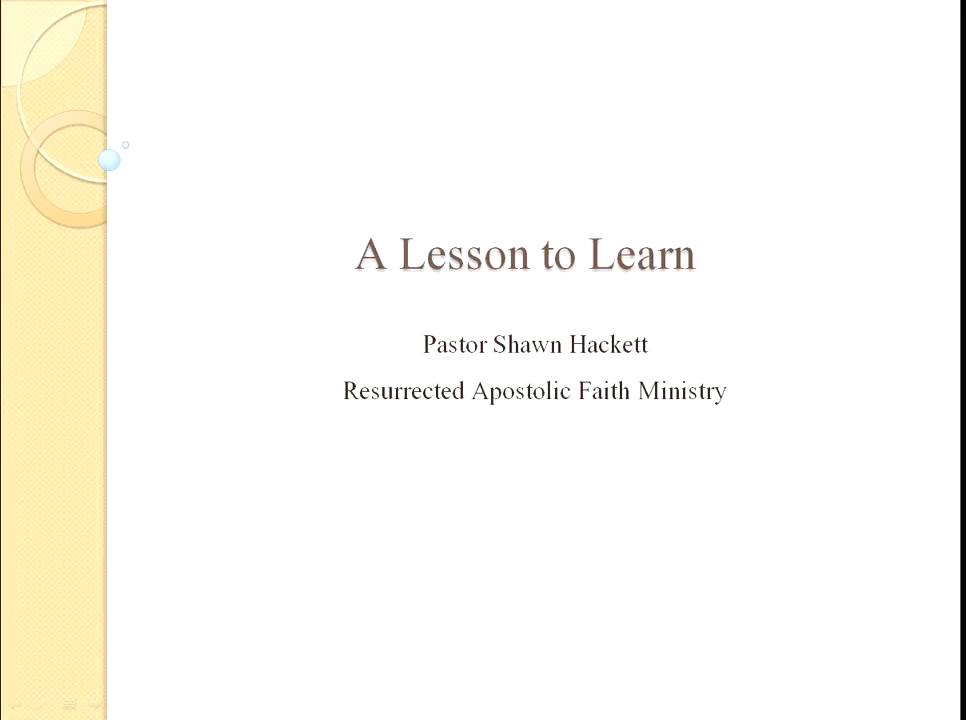 A Lesson to Learn
Pastor Shawn Hackett
Resurrected Apostolic Faith Ministry